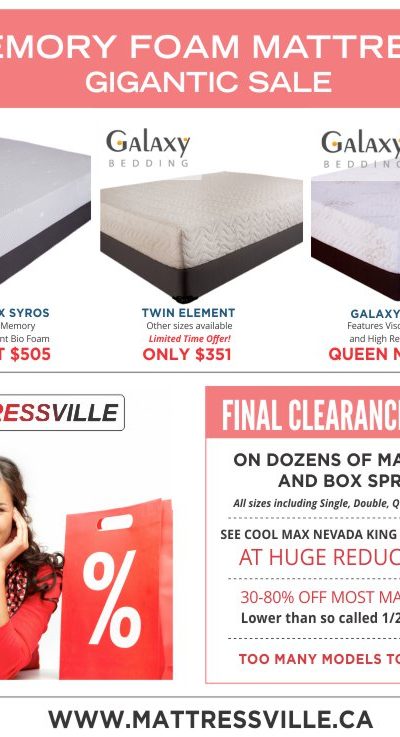 EMORY FOAM MATTRE
GIGANTIC SALE
Galaxy
BEDDING
Galaxy
BEDDING
X SYROS
Memory
nt Bio Foam
T $505
TWIN ELEMENT
Other sizes available
Limited Time Offer!
ONLY $351
GALAXY
Features Visc
and High Re
QUEEN M
RESSVILLE
%
FINAL CLEARANC
ON DOZENS OF MA
AND BOX SPR
All sizes including Single, Double, Q
SEE COOL MAX NEVADA KING
AT HUGE REDUC
30-80% OFF MOST MA
Lower than so called 1/2
TOO MANY MODELS TO
WWW.MATTRESSVILLE.CA